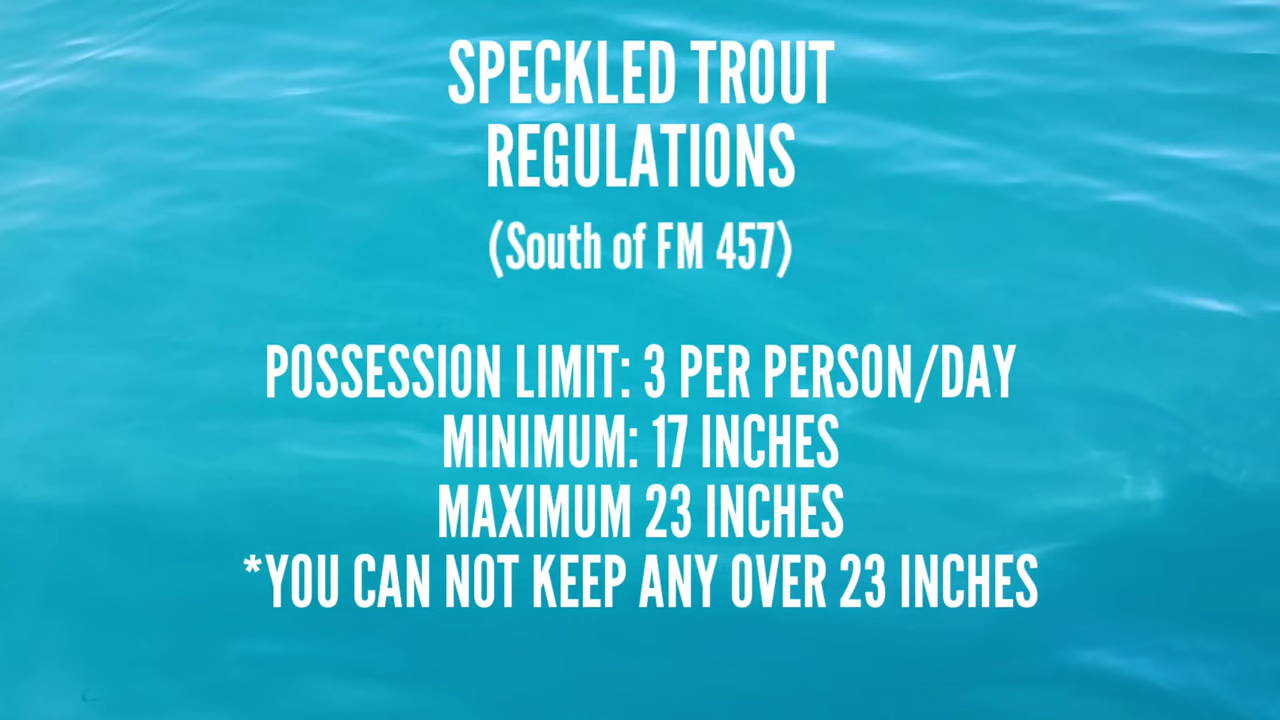 SPECKLED TROUT
REGULATIONS
(South of FM 457)
POSSESSION LIMIT: 3 PER PERSON/DAY
MINIMUM: 17 INCHES
MAXIMUM 23 INCHES
*YOU CAN NOT KEEP ANY OVER 23 INCHES